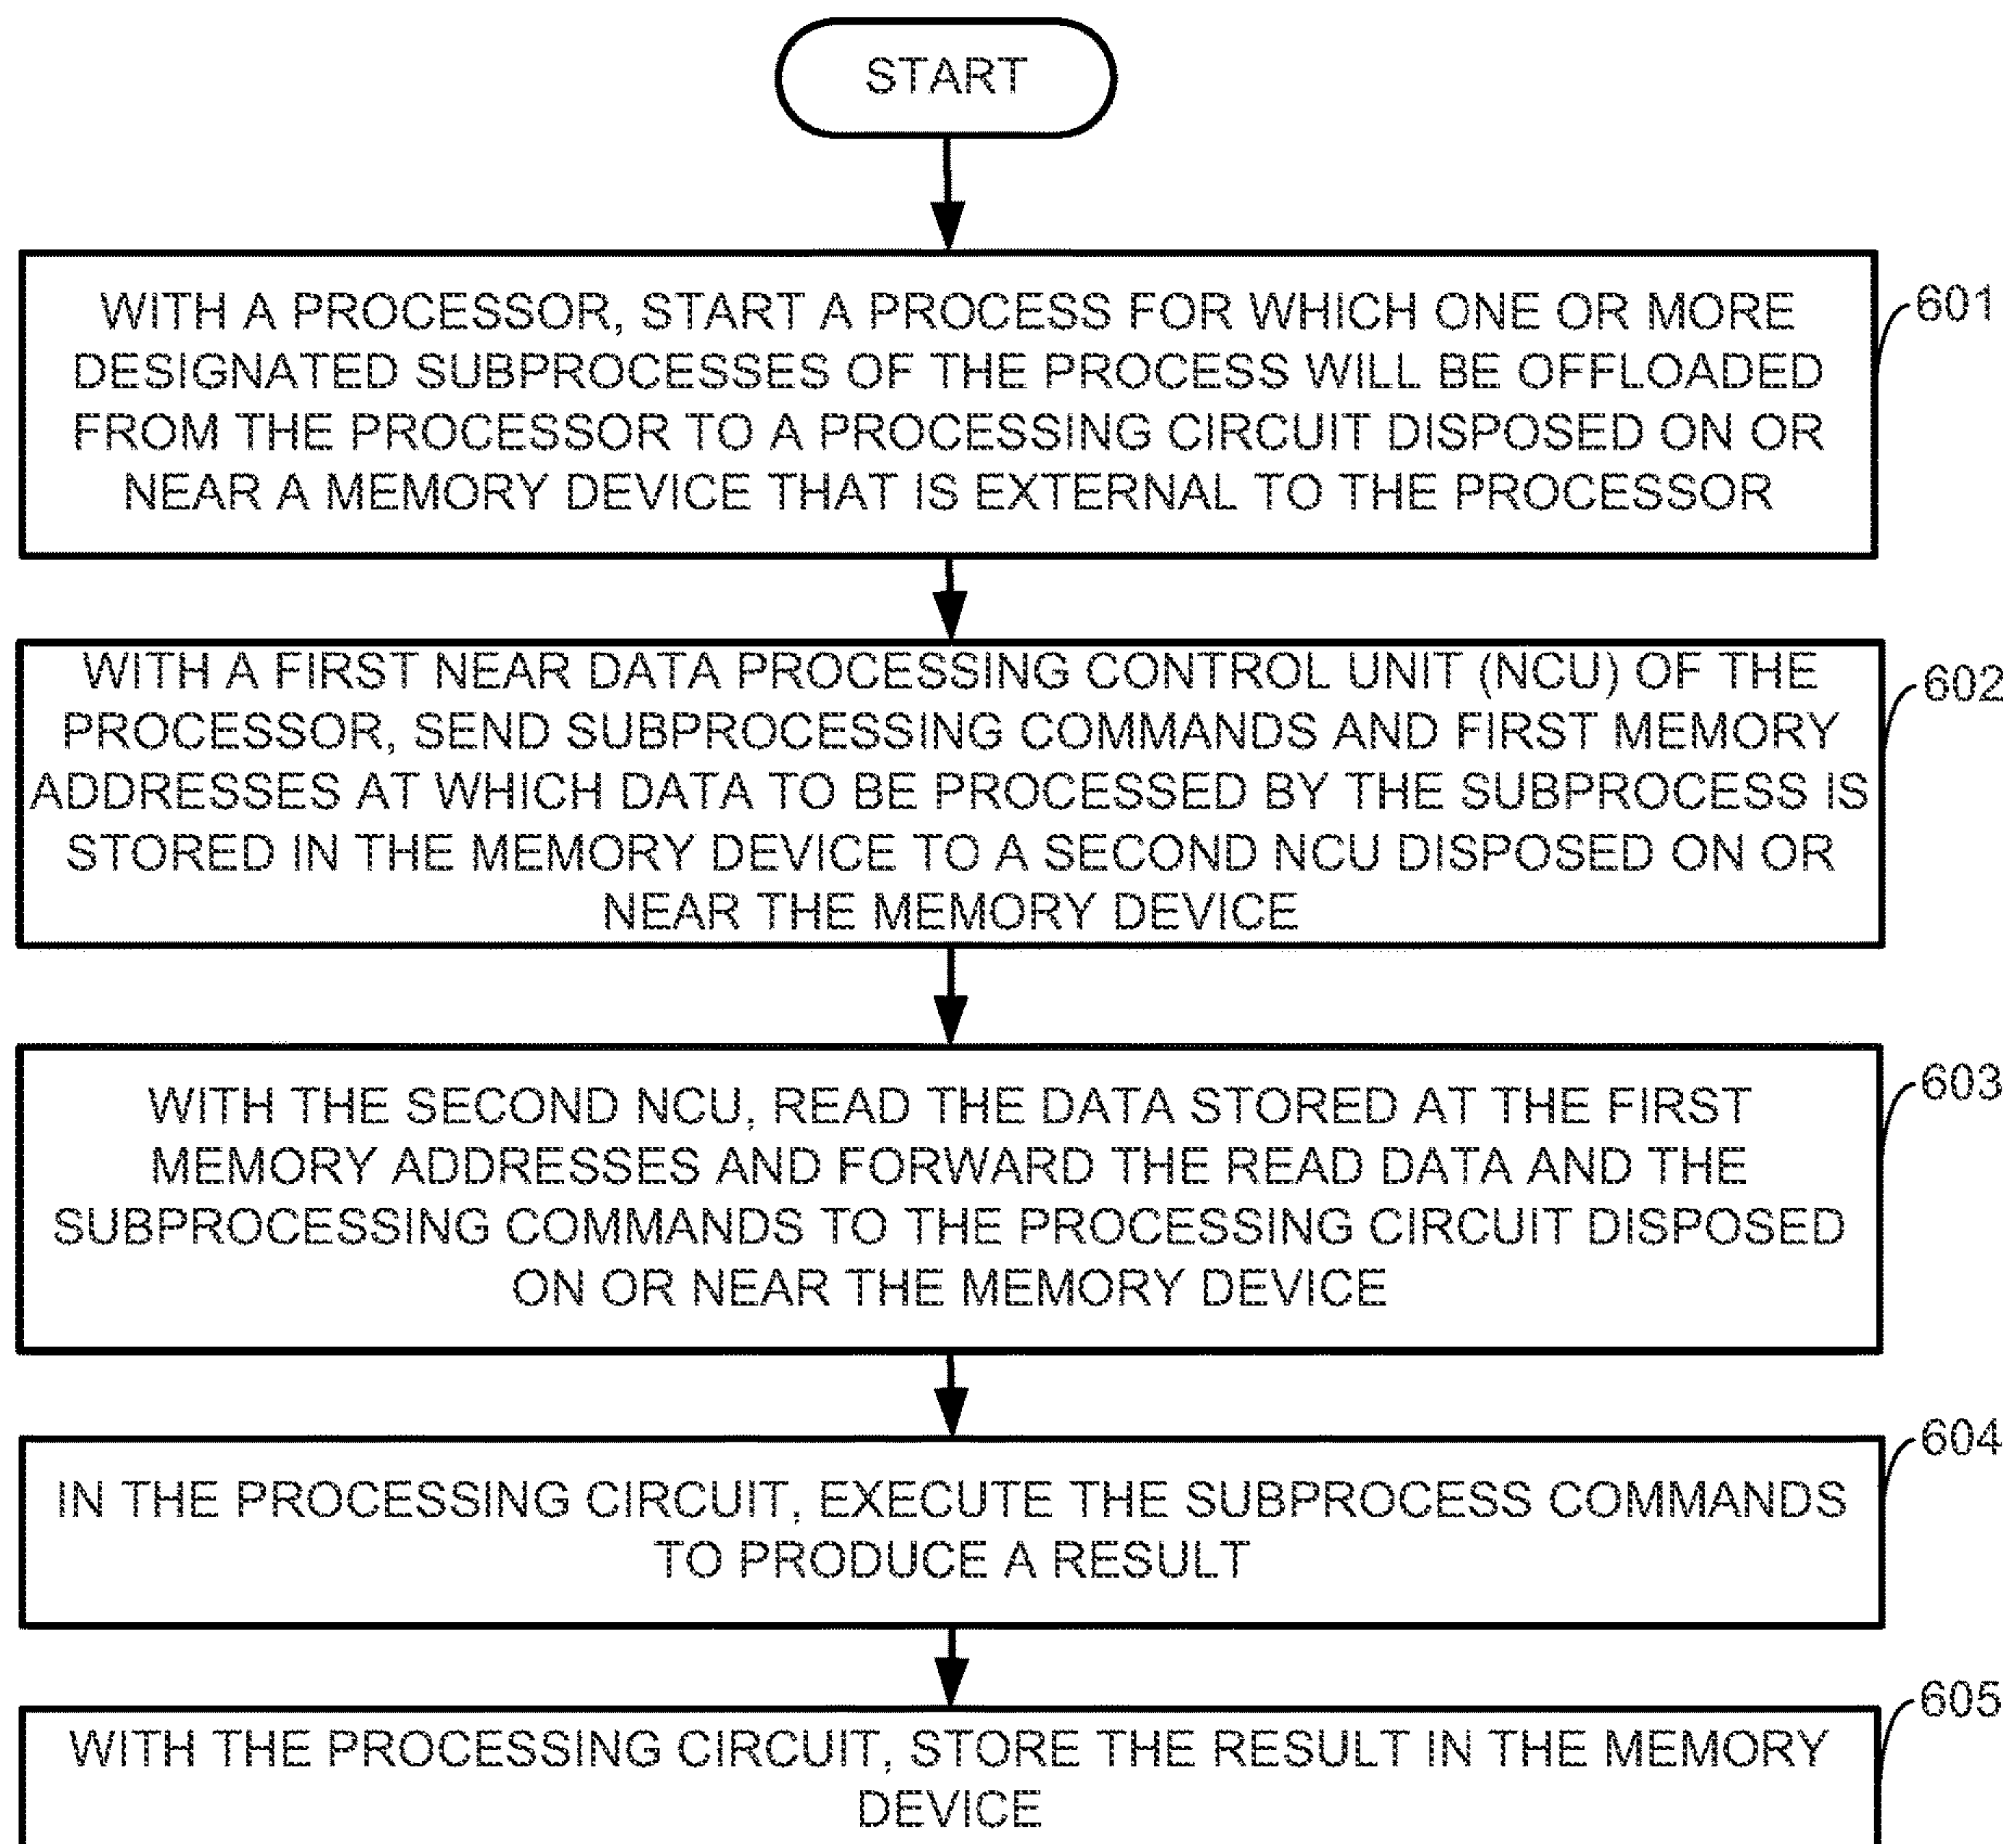 START
WITH A PROCESSOR, START A PROCESS FOR WHICH ONE OR MORE
DESIGNATED SUBPROCESSES OF THE PROCESS WILL BE OFFLOADED
FROM THE PROCESSOR TO A PROCESSING CIRCUIT DISPOSED ON OR
NEAR A MEMORY DEVICE THAT IS EXTERNAL TO THE PROCESSOR
601
WITH A FIRST NEAR DATA PROCESSING CONTROL UNIT (NCU) OF THE
PROCESSOR, SEND SUBPROCESSING COMMANDS AND FIRST MEMORY
ADDRESSES AT WHICH DATA TO BE PROCESSED BY THE SUBPROCESS IS
STORED IN THE MEMORY DEVICE TO A SECOND NCU DISPOSED ON OR
NEAR THE MEMORY DEVICE
602
WITH THE SECOND NCU, READ THE DATA STORED AT THE FIRST
MEMORY ADDRESSES AND FORWARD THE READ DATA AND THE
SUBPROCESSING COMMANDS TO THE PROCESSING CIRCUIT DISPOSED
ON OR NEAR THE MEMORY DEVICE
603
IN THE PROCESSING CIRCUIT, EXECUTE THE SUBPROCESS COMMANDS
TO PRODUCE A RESULT
604
WITH THE PROCESSING CIRCUIT, STORE THE RESULT IN THE MEMORY
DEVICE
605